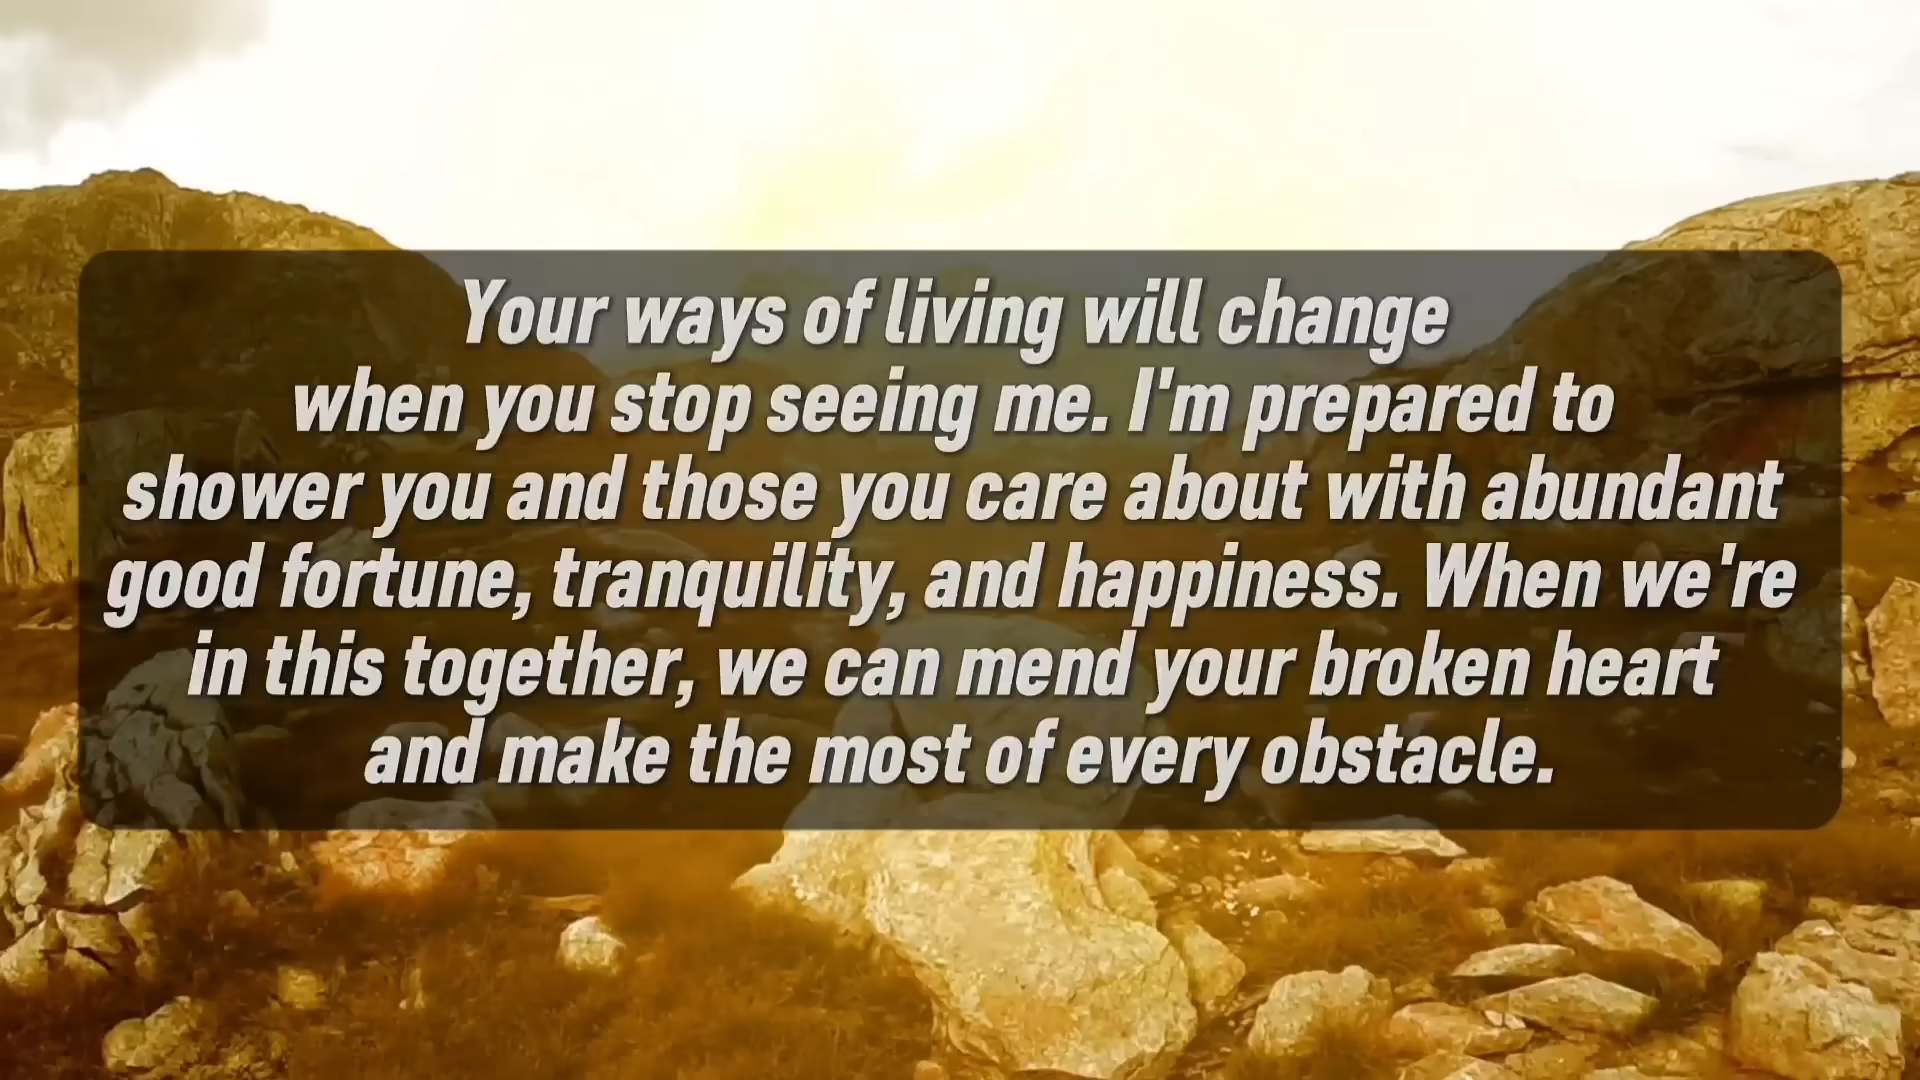 Your ways of living will change
when you stop seeing me. I'm prepared to
shower you and those you care about with abundant
good fortune, tranquility, and happiness. When we're
in this together, we can mend your broken heart
and make the most of every obstacle.